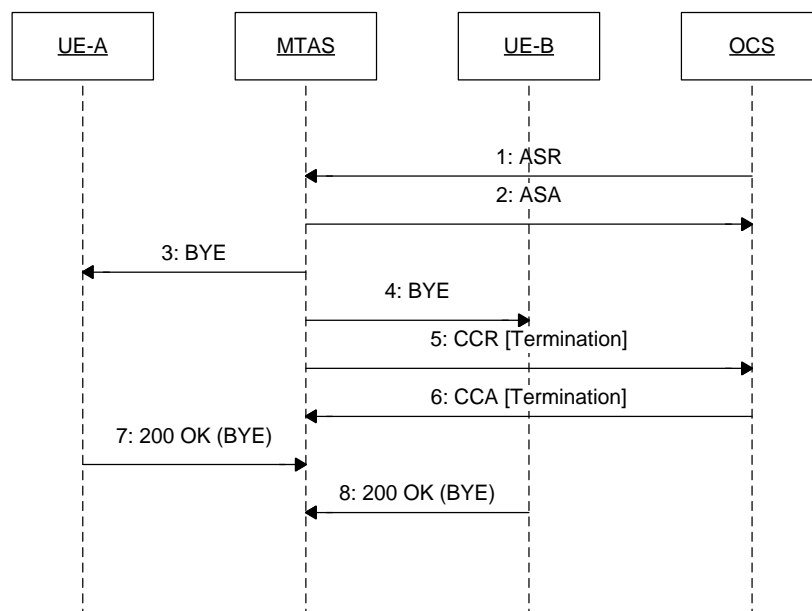 UE-A
MTAS
UE-B
OCS
1: ASR
2: ASA
3: BYE
4: BYE
5: CCR [Termination]
6: CCA [Termination]
7: 200 OK (BYE)
8: 200 OK (BYE)